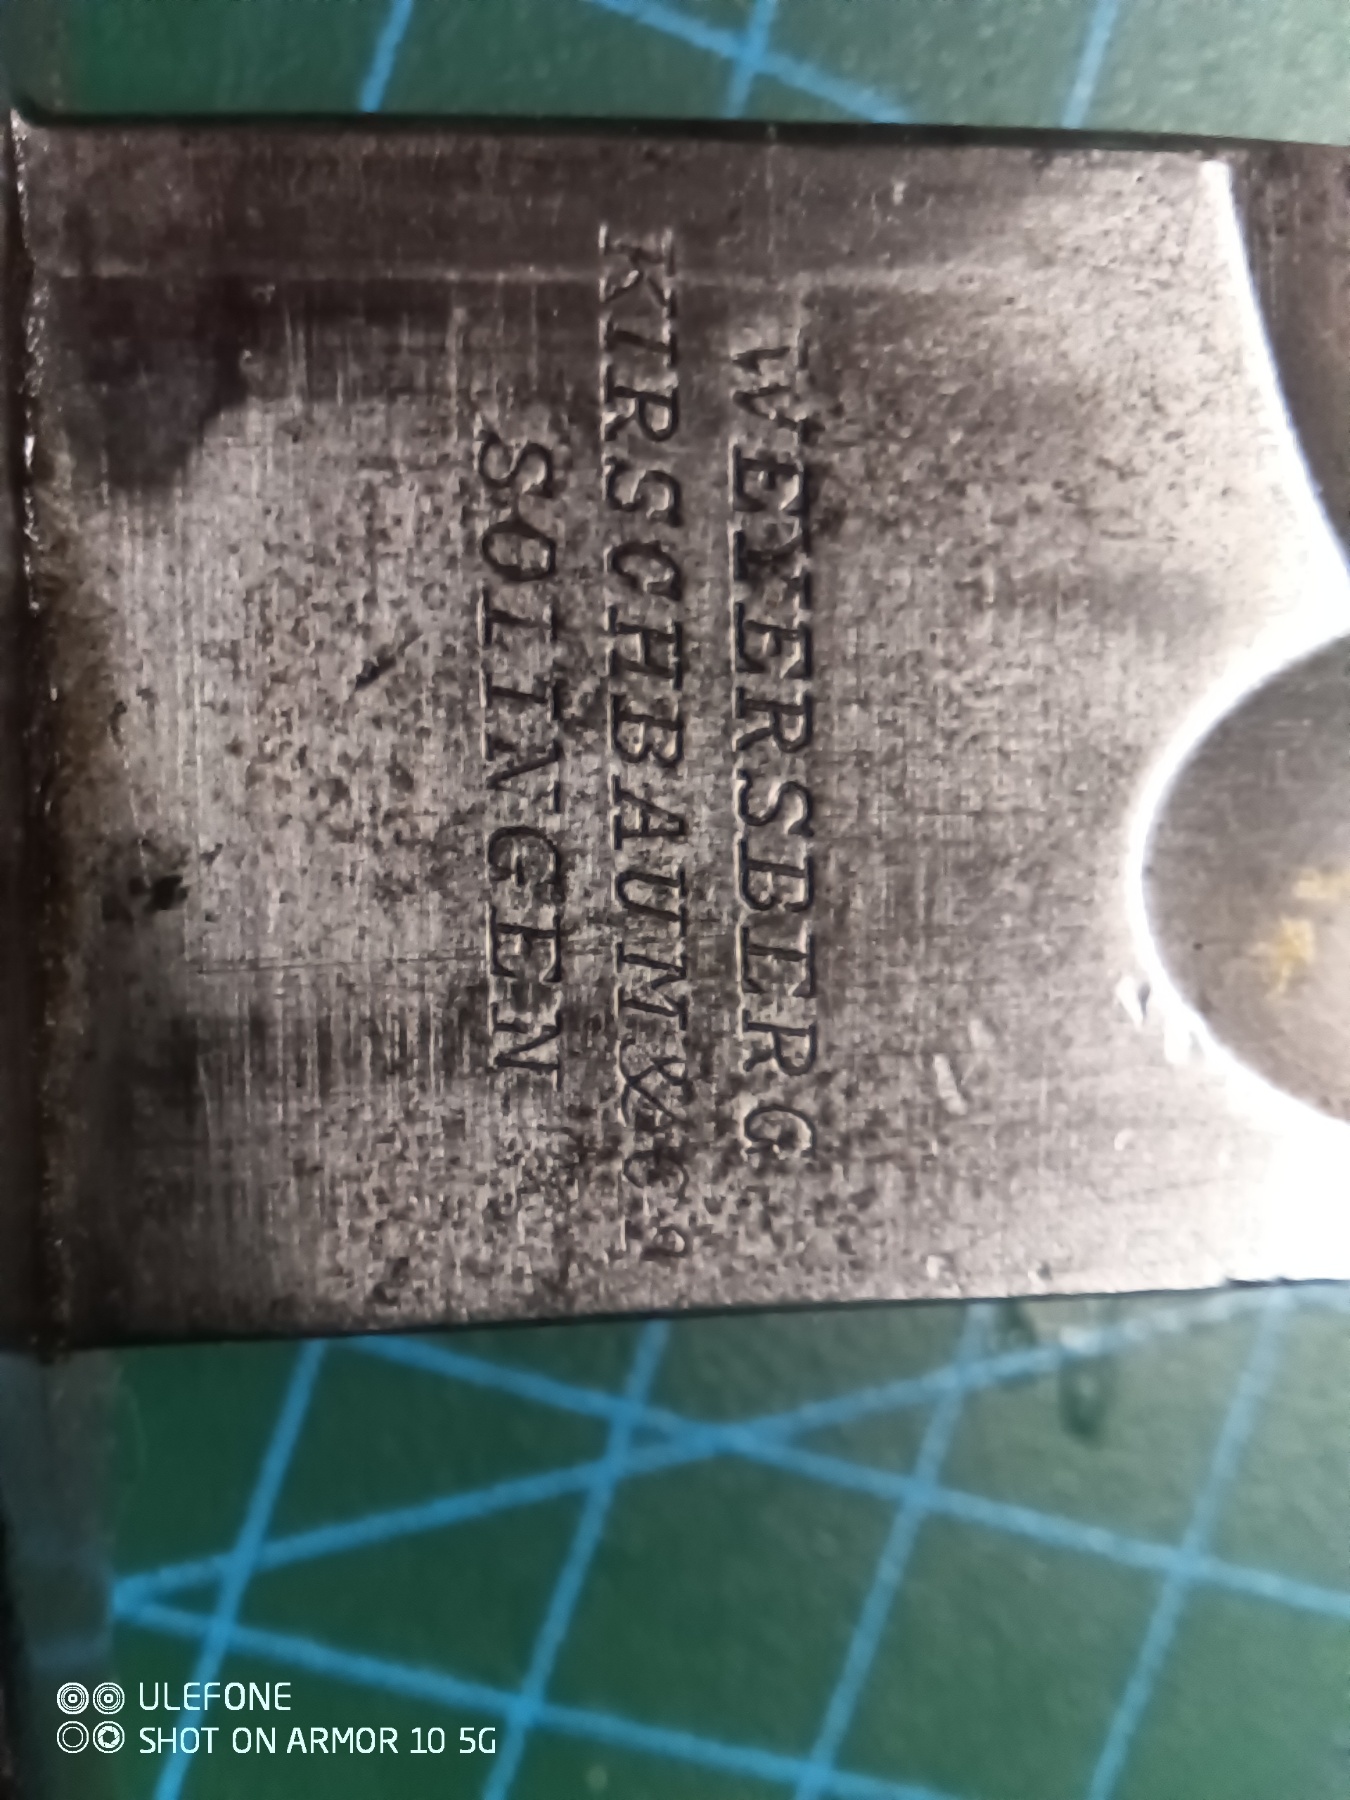 WEYERSBERG
KIRSCHBAUM & Cº
SOLINGEN
ULEFONE
SHOT ON ARMOR 10 5G